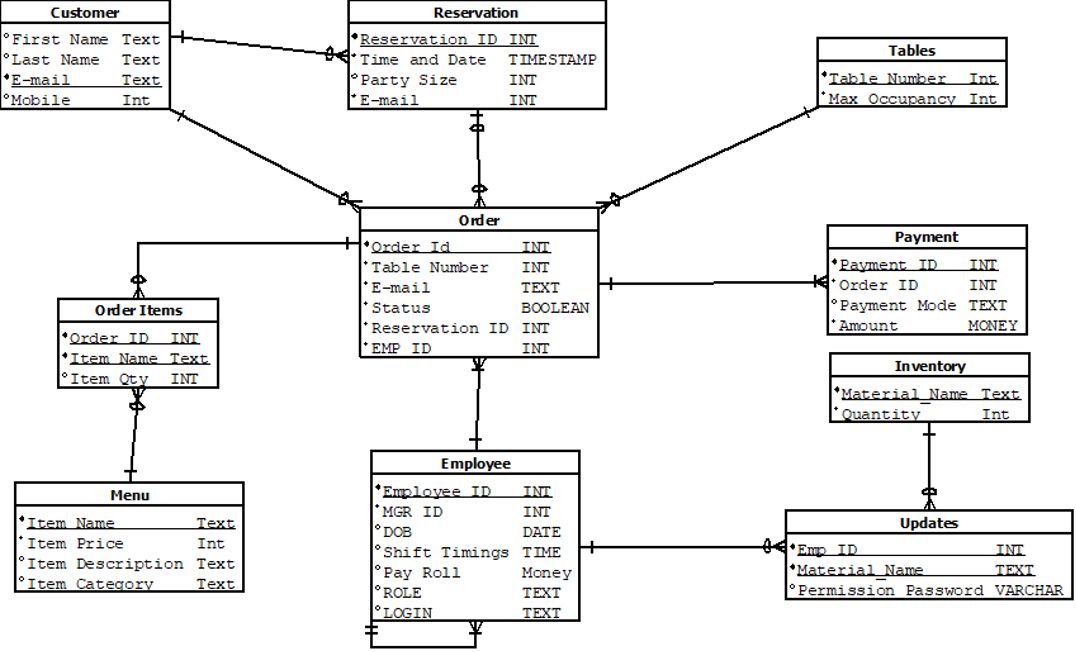 Customer
First Name Text
Last Name Text
E-mail Text
Mobile Int
Reservation
Reservation ID INT
Time and Date TIMESTAMP
Party Size INT
E-mail INT
Tables
Table Number Int
Max Occupancy Int
Order
Order Id INT
Table Number INT
E-mail TEXT
Status BOOLEAN
Reservation ID INT
EMP ID INT
Payment
Payment ID INT
Order ID INT
Payment Mode TEXT
Amount MONEY
Order Items
Order ID INT
Item Name Text
Item Qty INT
Inventory
Material_Name Text
Quantity Int
Menu
Item Name Text
Item Price Int
Item Description Text
Item Category Text
Employee
Employee ID INT
MGR ID INT
DOB DATE
Shift Timings TIME
Pay Roll Money
ROLE TEXT
LOGIN TEXT
Updates
Emp ID INT
Material_Name TEXT
Permission Password VARCHAR